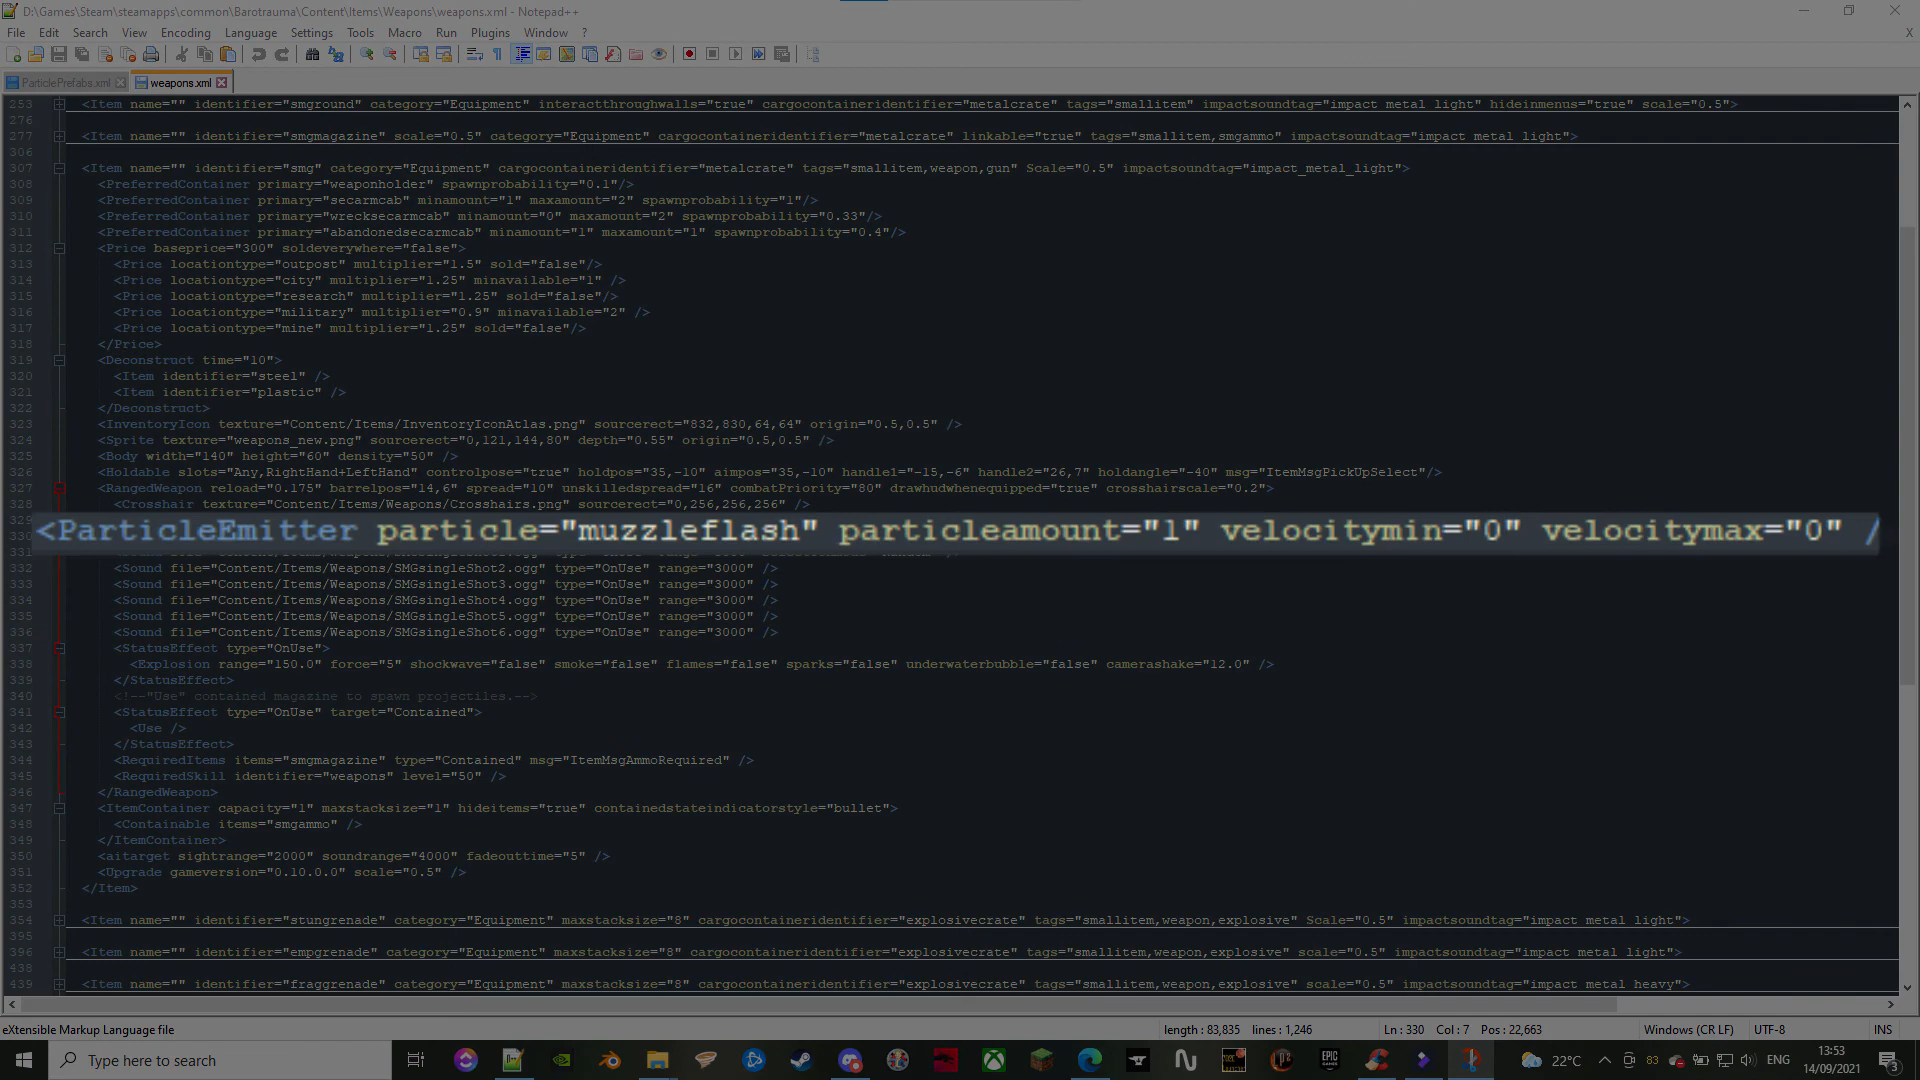 D:\Games\Steam\steamapps\common\Barotrauma\Content\Items\Weapons\weapons.xml - Notepad++
File Edit Search View Encoding Language Settings Tools Macro Run Plugins Window ? X
ParticlePrefabs.xml weapons.xml
253 <Item name="" identifier="smground" category="Equipment" interactthroughwalls="true" cargocontaineridentifier="metalcrate" tags="smallitem" impactsoundtag="impact_metal_light" hideinmenus="true" scale="0.5">
276
277 <Item name="" identifier="smgmagazine" scale="0.5" category="Equipment" cargocontaineridentifier="metalcrate" linkable="true" tags="smallitem,smgammo" impactsoundtag="impact_metal_light">
306
307 <Item name="" identifier="smg" category="Equipment" cargocontaineridentifier="metalcrate" tags="smallitem,weapon,gun" Scale="0.5" impactsoundtag="impact_metal_light">
308 <PreferredContainer primary="weaponholder" spawnprobability="0.1"/>
309 <PreferredContainer primary="secarmcab" minamount="1" maxamount="2" spawnprobability="1"/>
310 <PreferredContainer primary="wrecksecarmcab" minamount="0" maxamount="2" spawnprobability="0.33"/>
311 <PreferredContainer primary="abandonedsecarmcab" minamount="1" maxamount="1" spawnprobability="0.4"/>
312 <Price baseprice="300" soldeverywhere="false">
313 <Price locationtype="outpost" multiplier="1.5" sold="false"/>
314 <Price locationtype="city" multiplier="1.25" minavailable="1" />
315 <Price locationtype="research" multiplier="1.25" sold="false"/>
316 <Price locationtype="military" multiplier="0.9" minavailable="2" />
317 <Price locationtype="mine" multiplier="1.25" sold="false"/>
318 </Price>
319 <Deconstruct time="10">
320 <Item identifier="steel" />
321 <Item identifier="plastic" />
322 </Deconstruct>
323 <InventoryIcon texture="Content/Items/InventoryIconAtlas.png" sourcerect="832,830,64,64" origin="0.5,0.5" />
324 <Sprite texture="weapons_new.png" sourcerect="0,121,144,80" depth="0.55" origin="0.5,0.5" />
325 <Body width="140" height="60" density="50" />
326 <Holdable slots="Any,RightHand+LeftHand" controlpose="true" holdpos="35,-10" aimpos="35,-10" handle1="-15,-6" handle2="26,7" holdangle="-40" msg="ItemMsgPickUpSelect"/>
327 <RangedWeapon reload="0.175" barrelpos="14,6" spread="10" unskilledspread="16" combatPriority="80" drawhudwhenequipped="true" crosshairscale="0.2">
328 <Crosshair texture="Content/Items/Weapons/Crosshairs.png" sourcerect="0,256,256,256" />
<ParticleEmitter particle="muzzleflash" particleamount="1" velocitymin="0" velocitymax="0" /
332 <Sound file="Content/Items/Weapons/SMGsingleShot2.ogg" type="OnUse" range="3000" />
333 <Sound file="Content/Items/Weapons/SMGsingleShot3.ogg" type="OnUse" range="3000" />
334 <Sound file="Content/Items/Weapons/SMGsingleShot4.ogg" type="OnUse" range="3000" />
335 <Sound file="Content/Items/Weapons/SMGsingleShot5.ogg" type="OnUse" range="3000" />
336 <Sound file="Content/Items/Weapons/SMGsingleShot6.ogg" type="OnUse" range="3000" />
337 <StatusEffect type="OnUse">
338 <Explosion range="150.0" force="5" shockwave="false" smoke="false" flames="false" sparks="false" underwaterbubble="false" camerashake="12.0" />
339 </StatusEffect>
340 <!--"Use" contained magazine to spawn projectiles.-->
341 <StatusEffect type="OnUse" target="Contained">
342 <Use />
343 </StatusEffect>
344 <RequiredItems items="smgmagazine" type="Contained" msg="ItemMsgAmmoRequired" />
345 <RequiredSkill identifier="weapons" level="50" />
346 </RangedWeapon>
347 <ItemContainer capacity="1" maxstacksize="1" hideitems="true" containedstateindicatorstyle="bullet">
348 <Containable items="smgammo" />
349 </ItemContainer>
350 <aitarget sightrange="2000" soundrange="4000" fadeouttime="5" />
351 <Upgrade gameversion="0.10.0.0" scale="0.5" />
352 </Item>
353
354 <Item name="" identifier="stungrenade" category="Equipment" maxstacksize="8" cargocontaineridentifier="explosivecrate" tags="smallitem,weapon,explosive" Scale="0.5" impactsoundtag="impact_metal_light">
395
396 <Item name="" identifier="empgrenade" category="Equipment" maxstacksize="8" cargocontaineridentifier="explosivecrate" tags="smallitem,weapon,explosive" scale="0.5" impactsoundtag="impact_metal_light">
438
439 <Item name="" identifier="fraggrenade" category="Equipment" maxstacksize="8" cargocontaineridentifier="explosivecrate" tags="smallitem,weapon,explosive" scale="0.5" impactsoundtag="impact_metal_heavy">
eXtensible Markup Language file length : 83,835 lines : 1,246 Ln : 330 Col : 7 Pos : 22,663 Windows (CR LF) UTF-8 INS
Type here to search 22°C 83 ENG 13:53
14/09/2021 3